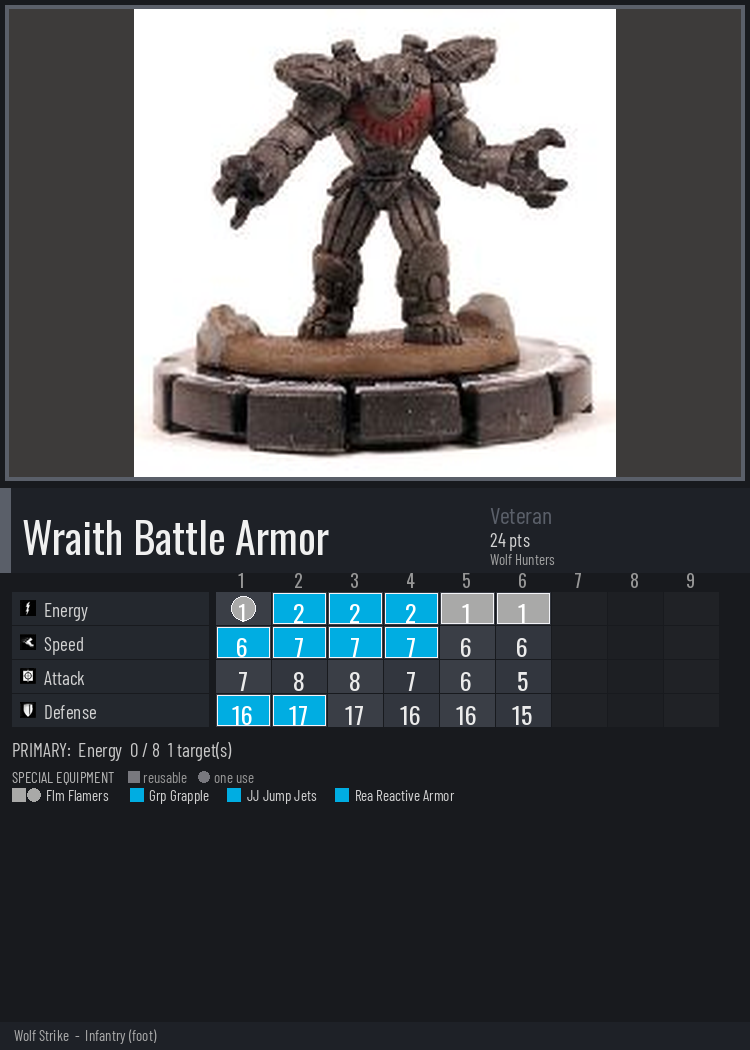 Wraith Battle Armor
Veteran
24 pts
Wolf Hunters
1 2 3 4 5 6 7 8 9
Energy 1 2 2 2 1 1
Speed 6 7 7 7 6 6
Attack 7 8 8 7 6 5
Defense 16 17 17 16 16 15
PRIMARY: Energy 0 / 8 1 target(s)
SPECIAL EQUIPMENT reusable one use
Flm Flamers Grp Grapple JJ Jump Jets Rea Reactive Armor
Wolf Strike - Infantry (foot)